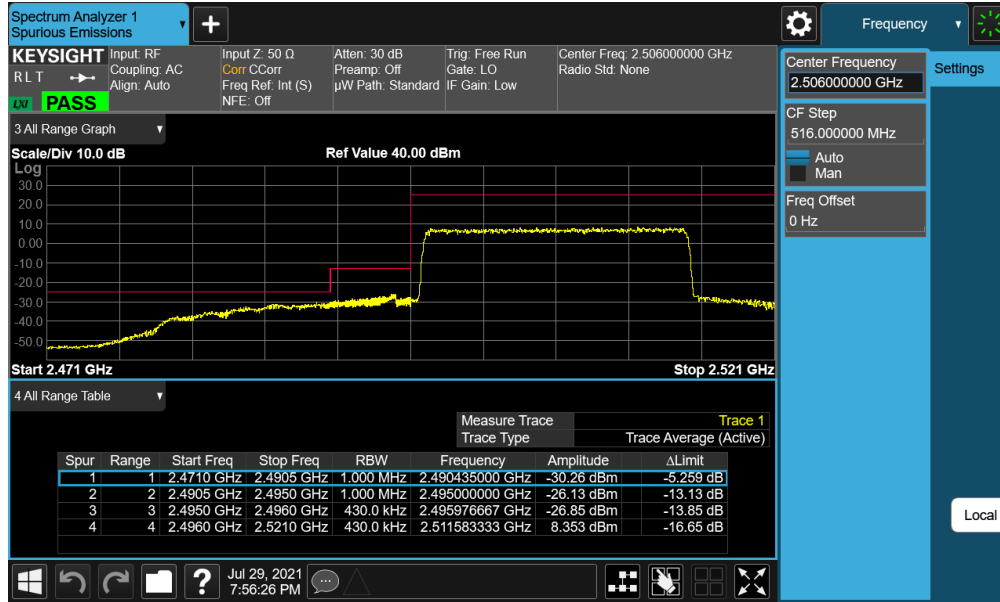 Spectrum Analyzer 1
Spurious Emissions
Frequency
KEYSIGHT
RLT
LXI
PASS
Input: RF
Coupling: AC
Align: Auto
Input Z: 50 Ω
Corr CCorr
Freq Ref: Int (S)
NFE: Off
Atten: 30 dB
Preamp: Off
µW Path: Standard
Trig: Free Run
Gate: LO
IF Gain: Low
Center Freq: 2.506000000 GHz
Radio Std: None
Center Frequency
2.506000000 GHz
Settings
CF Step
516.000000 MHz
Auto
Man
Freq Offset
0 Hz
Local
3 All Range Graph
Scale/Div 10.0 dB
Ref Value 40.00 dBm
Log
30.0
20.0
10.0
0.00
-10.0
-20.0
-30.0
-40.0
-50.0
Start 2.471 GHz
Stop 2.521 GHz
4 All Range Table
Measure Trace Trace 1
Trace Type Trace Average (Active)
Spur Range Start Freq Stop Freq RBW Frequency Amplitude ΔLimit
1 1 2.4710 GHz 2.4905 GHz 1.000 MHz 2.490435000 GHz -30.26 dBm -5.259 dB
2 2 2.4905 GHz 2.4950 GHz 1.000 MHz 2.495000000 GHz -26.13 dBm -13.13 dB
3 3 2.4950 GHz 2.4960 GHz 430.0 kHz 2.495976667 GHz -26.85 dBm -13.85 dB
4 4 2.4960 GHz 2.5210 GHz 430.0 kHz 2.511583333 GHz 8.353 dBm -16.65 dB
?
Jul 29, 2021
7:56:26 PM